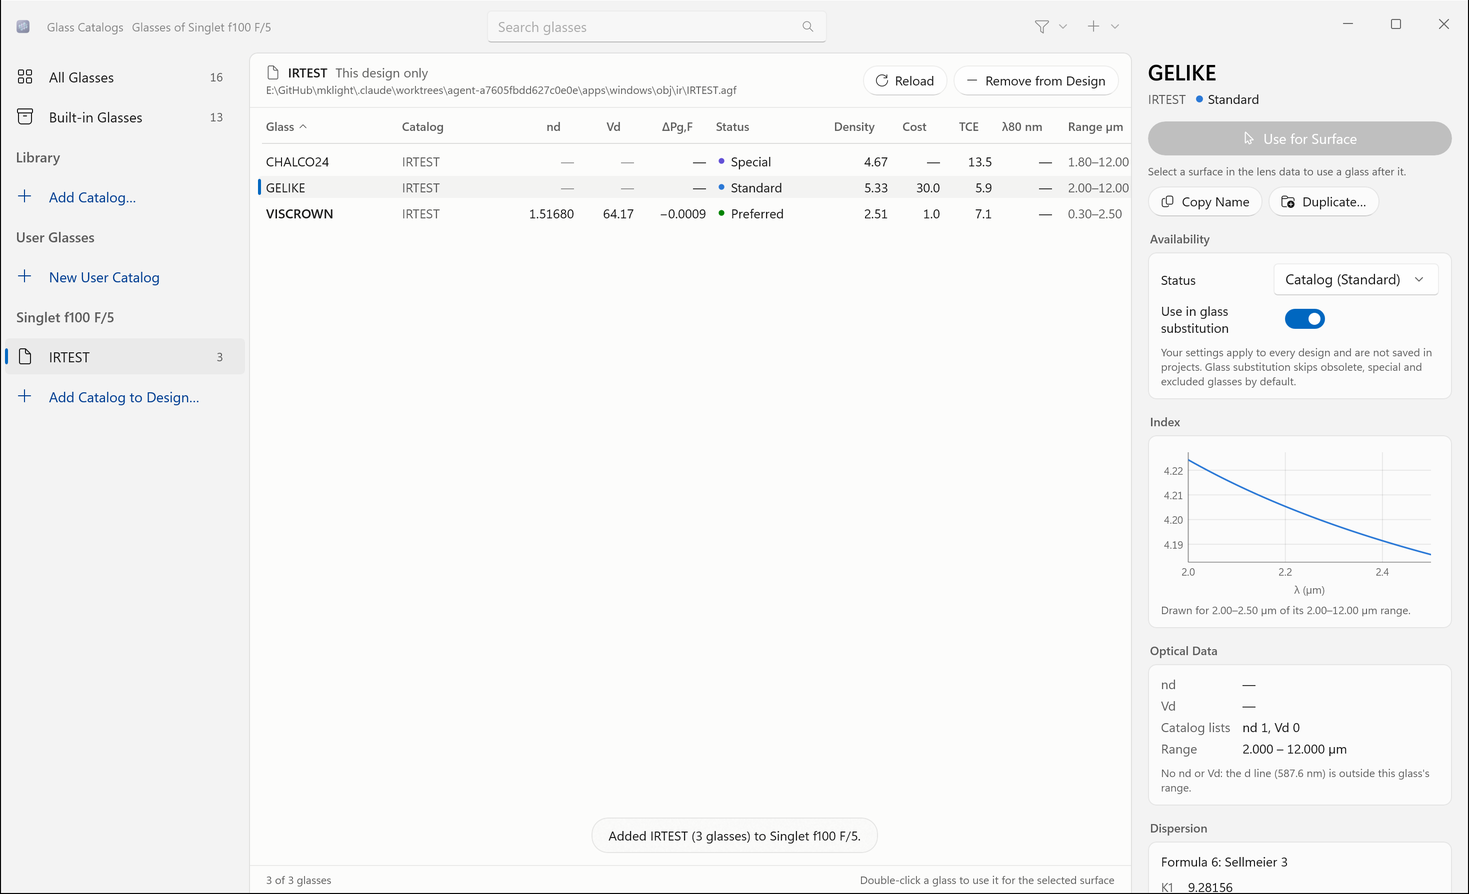 Glass Catalogs Glasses of Singlet f100 F/5
Search glasses
All Glasses 16
Built-in Glasses 13
Library
Add Catalog...
User Glasses
New User Catalog
Singlet f100 F/5
IRTEST 3
Add Catalog to Design...
IRTEST This design only
E:\GitHub\mklight\.claude\worktrees\agent-a7605fbdd627c0e0e\apps\windows\obj\ir\IRTEST.agf
Reload
Remove from Design
Glass Catalog nd Vd ΔPg,F Status Density Cost TCE λ80 nm Range μm
CHALCO24 IRTEST — — — Special 4.67 — 13.5 — 1.80–12.00
GELIKE IRTEST — — — Standard 5.33 30.0 5.9 — 2.00–12.00
VISCROWN IRTEST 1.51680 64.17 −0.0009 Preferred 2.51 1.0 7.1 — 0.30–2.50
Added IRTEST (3 glasses) to Singlet f100 F/5.
3 of 3 glasses
Double-click a glass to use it for the selected surface
GELIKE
IRTEST Standard
Use for Surface
Select a surface in the lens data to use a glass after it.
Copy Name
Duplicate...
Availability
Status Catalog (Standard)
Use in glass
substitution
Your settings apply to every design and are not saved in
projects. Glass substitution skips obsolete, special and
excluded glasses by default.
Index
4.22
4.21
4.20
4.19
2.0 2.2 2.4
λ (μm)
Drawn for 2.00–2.50 μm of its 2.00–12.00 μm range.
Optical Data
nd —
Vd —
Catalog lists nd 1, Vd 0
Range 2.000 – 12.000 μm
No nd or Vd: the d line (587.6 nm) is outside this glass's
range.
Dispersion
Formula 6: Sellmeier 3
K1 9.28156